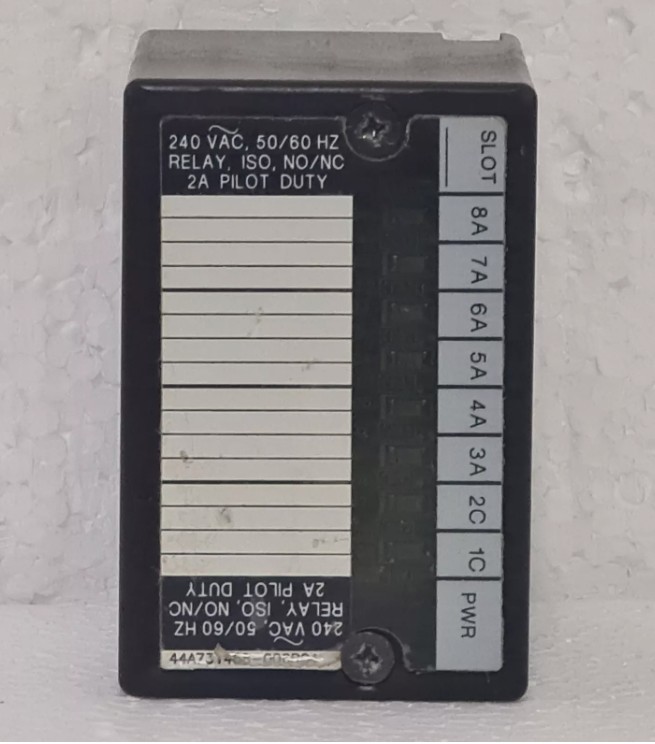 240 VAC, 50/60 HZ
RELAY, ISO, NO/NC
2A PILOT DUTY
SLOT
8A
7A
6A
5A
4A
3A
2C
1C
PWR
240 VAC, 50/60 HZ
RELAY, ISO, NO/NC
2A PILOT DUTY